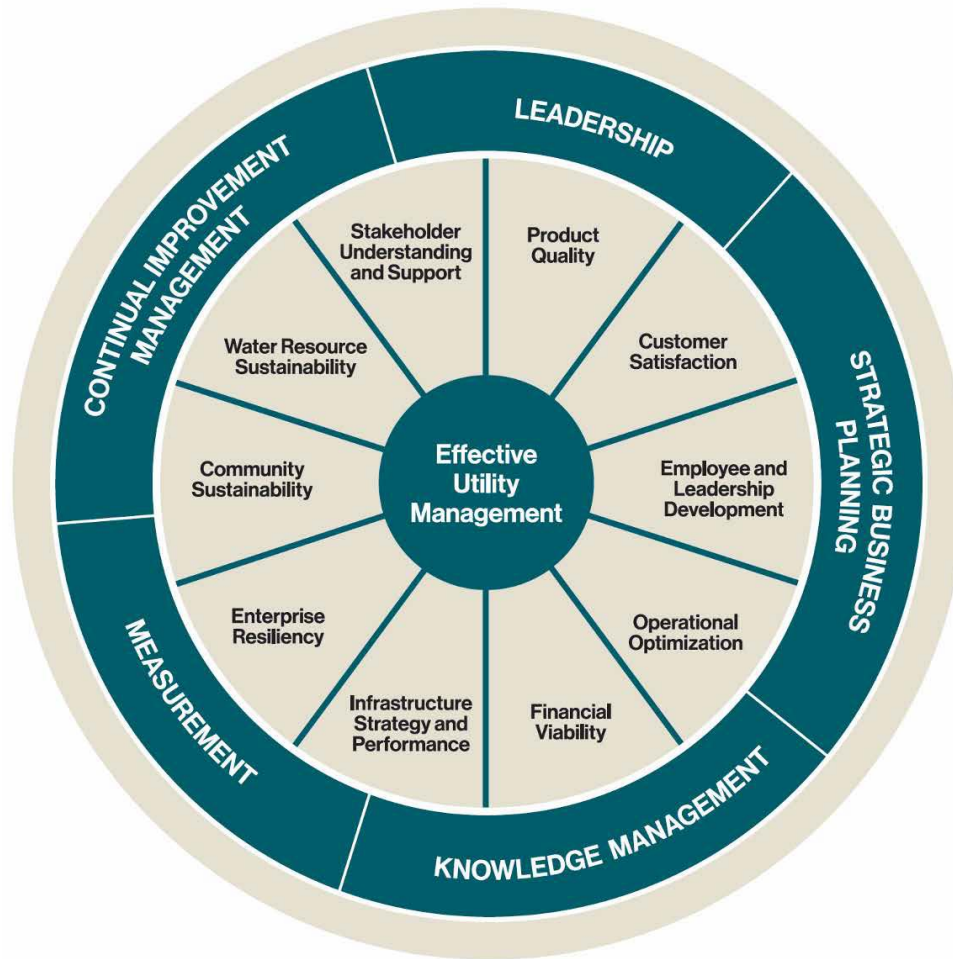 LEADERSHIP
STRATEGIC BUSINESS
PLANNING
KNOWLEDGE MANAGEMENT
MEASUREMENT
CONTINUAL IMPROVEMENT
MANAGEMENT
Product
Quality
Customer
Satisfaction
Employee and
Leadership
Development
Operational
Optimization
Financial
Viability
Infrastructure
Strategy and
Performance
Enterprise
Resiliency
Community
Sustainability
Water Resource
Sustainability
Stakeholder
Understanding
and Support
Effective
Utility
Management